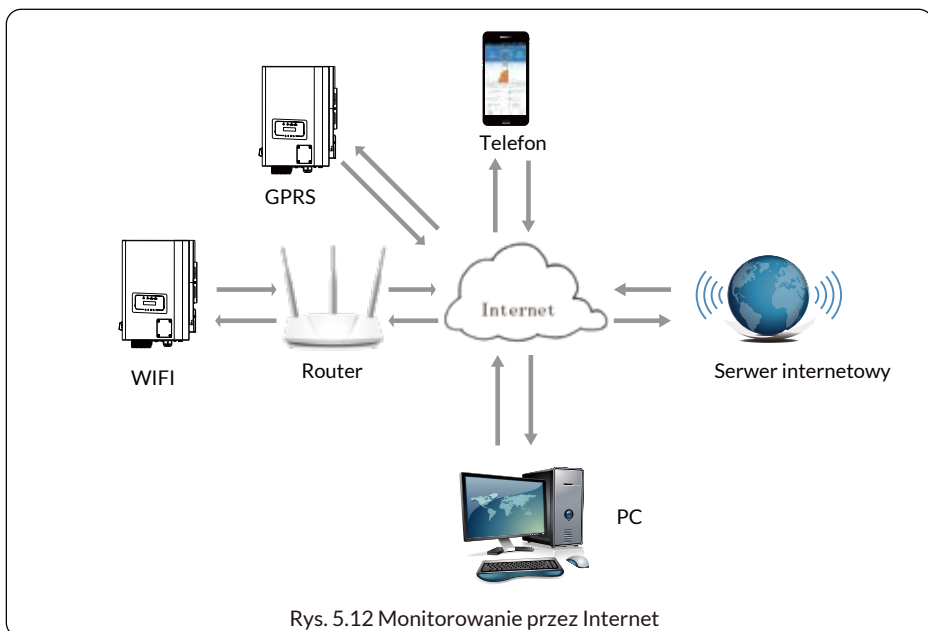 Telefon
GPRS
Internet
WIFI
Router
Serwer internetowy
PC
Rys. 5.12 Monitorowanie przez Internet